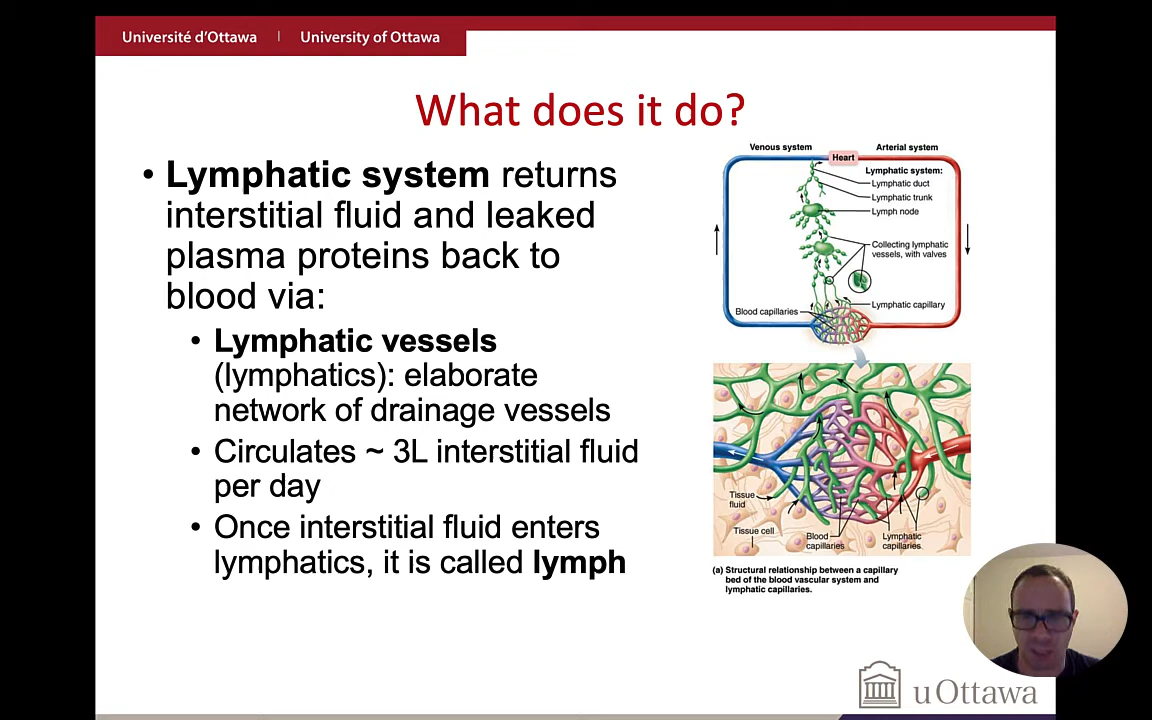 Université d'Ottawa | University of Ottawa
What does it do?
• Lymphatic system returns
interstitial fluid and leaked
plasma proteins back to
blood via:
• Lymphatic vessels
(lymphatics): elaborate
network of drainage vessels
• Circulates ~ 3L interstitial fluid
per day
• Once interstitial fluid enters
lymphatics, it is called lymph
Venous system
Heart
Arterial system
Lymphatic system:
Lymphatic duct
Lymphatic trunk
Lymph node
Collecting lymphatic
vessels, with valves
Lymphatic capillary
Blood capillaries
Tissue
fluid
Tissue cell
Blood
capillaries
Lymphatic
capillaries
(a) Structural relationship between a capillary
bed of the blood vascular system and
lymphatic capillaries.
uOttawa